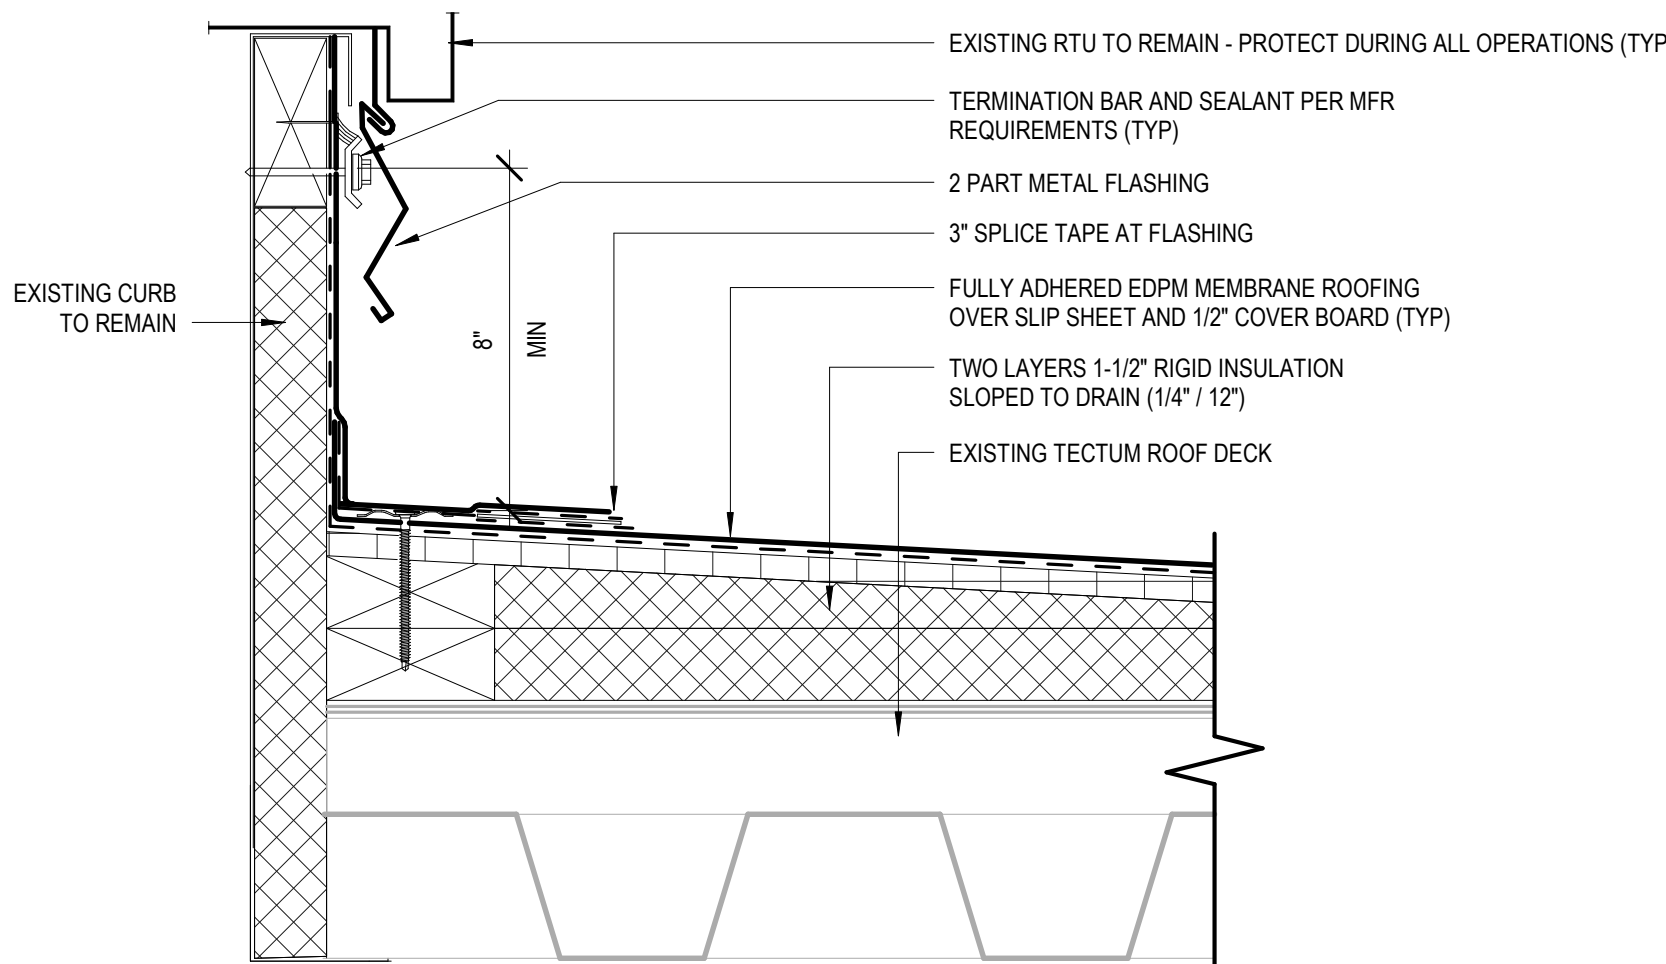 EXISTING RTU TO REMAIN - PROTECT DURING ALL OPERATIONS (TYP
TERMINATION BAR AND SEALANT PER MFR
REQUIREMENTS (TYP)
2 PART METAL FLASHING
3" SPLICE TAPE AT FLASHING
EXISTING CURB
TO REMAIN
FULLY ADHERED EDPM MEMBRANE ROOFING
OVER SLIP SHEET AND 1/2" COVER BOARD (TYP)
8"
MIN
TWO LAYERS 1-1/2" RIGID INSULATION
SLOPED TO DRAIN (1/4" / 12")
EXISTING TECTUM ROOF DECK